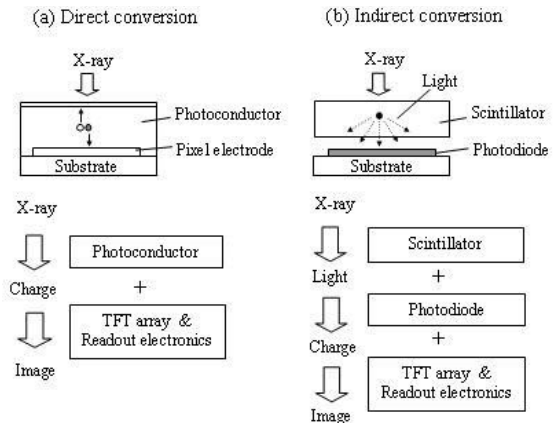 (a) Direct conversion
X-ray
Photoconductor
Pixel electrode
Substrate
X-ray
Photoconductor
Charge
+
TFT array &
Readout electronics
Image
(b) Indirect conversion
X-ray
Light
Scintillator
Photodiode
Substrate
X-ray
Scintillator
Light
+
Photodiode
Charge
+
TFT array &
Readout electronics
Image